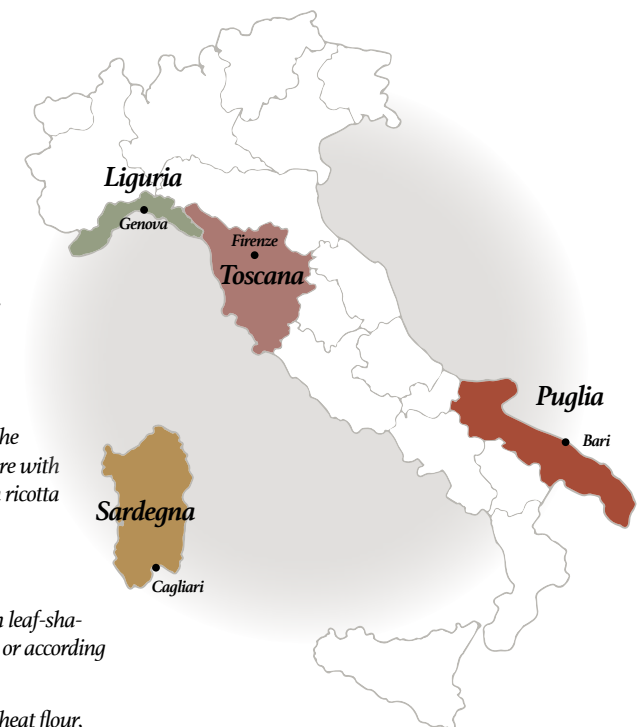 Liguria
Genova
Firenze
Toscana
Puglia
Bari
he
re with
ricotta
Sardegna
Cagliari
leaf-sha-
or according
heat flour,